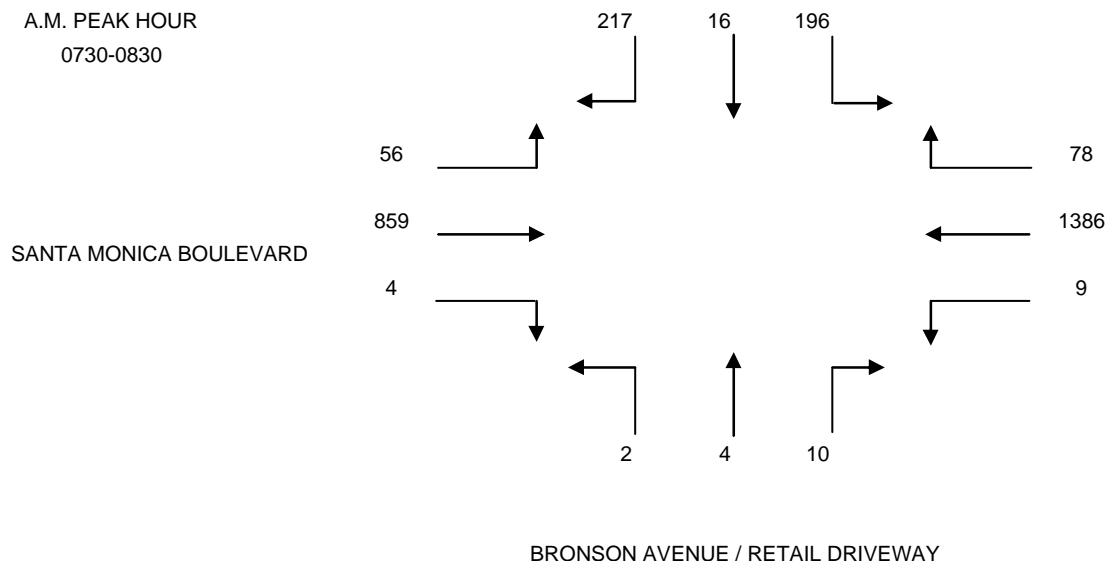 A.M. PEAK HOUR
0730-0830
217 16 196
56 78
859 1386
SANTA MONICA BOULEVARD
4 9
2 4 10
BRONSON AVENUE / RETAIL DRIVEWAY